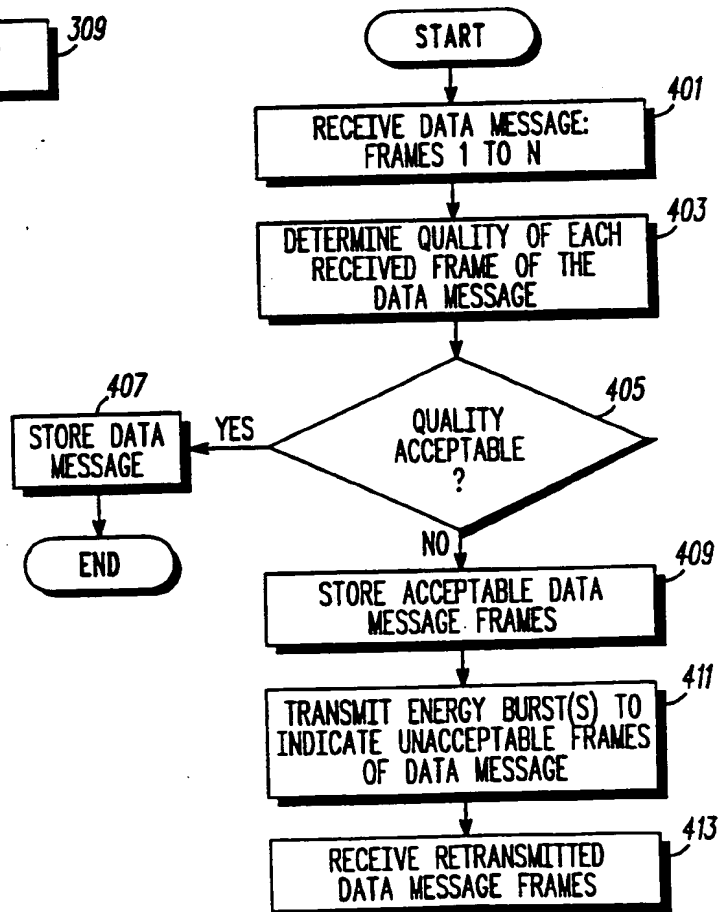 309
START
401
RECEIVE DATA MESSAGE:
FRAMES 1 TO N
403
DETERMINE QUALITY OF EACH
RECEIVED FRAME OF THE
DATA MESSAGE
405
QUALITY
ACCEPTABLE
?
YES
407
STORE DATA
MESSAGE
END
NO
409
STORE ACCEPTABLE DATA
MESSAGE FRAMES
411
TRANSMIT ENERGY BURST(S) TO
INDICATE UNACCEPTABLE FRAMES
OF DATA MESSAGE
413
RECEIVE RETRANSMITTED
DATA MESSAGE FRAMES